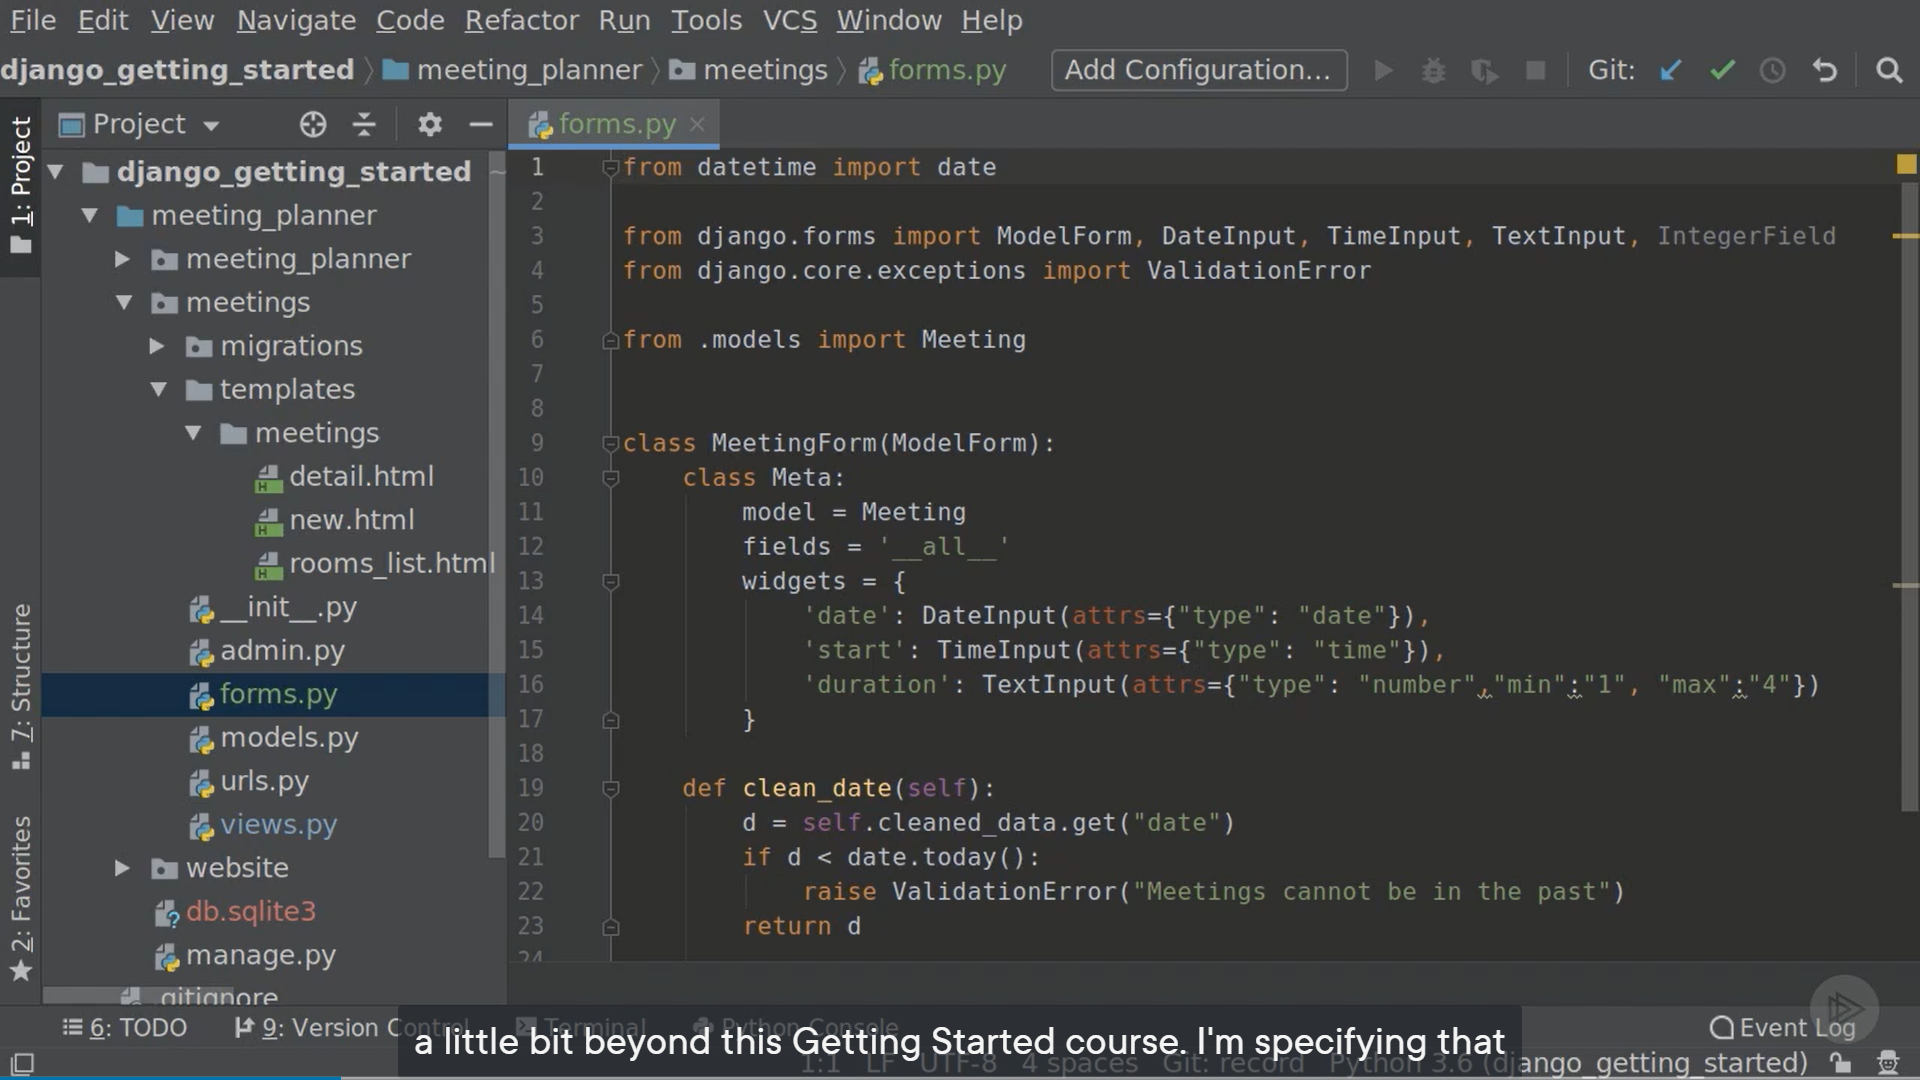 File Edit View Navigate Code Refactor Run Tools VCS Window Help
django_getting_started meeting_planner meetings forms.py Add Configuration... Git:
1: Project
7: Structure
2: Favorites
Project
django_getting_started ~
meeting_planner
meeting_planner
meetings
migrations
templates
meetings
detail.html
new.html
rooms_list.html
__init__.py
admin.py
forms.py
models.py
urls.py
views.py
website
db.sqlite3
manage.py
.gitignore
forms.py
1 from datetime import date
2
3 from django.forms import ModelForm, DateInput, TimeInput, TextInput, IntegerField
4 from django.core.exceptions import ValidationError
5
6 from .models import Meeting
7
8
9 class MeetingForm(ModelForm):
10 class Meta:
11 model = Meeting
12 fields = '__all__'
13 widgets = {
14 'date': DateInput(attrs={"type": "date"}),
15 'start': TimeInput(attrs={"type": "time"}),
16 'duration': TextInput(attrs={"type": "number","min":"1", "max":"4"})
17 }
18
19 def clean_date(self):
20 d = self.cleaned_data.get("date")
21 if d < date.today():
22 raise ValidationError("Meetings cannot be in the past")
23 return d
24
6: TODO 9: Version Control Terminal Python Console Event Log
a little bit beyond this Getting Started course. I'm specifying that
1:1 LF UTF-8 4 spaces Git: record Python 3.6 (django_getting_started)